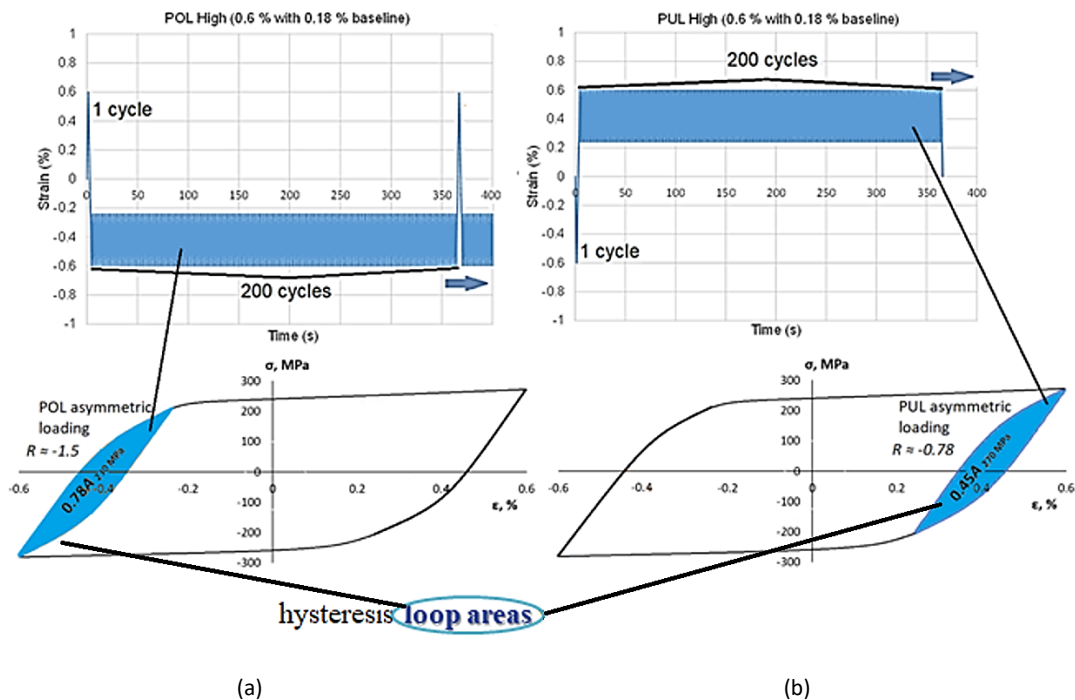 POL High (0.6 % with 0.18 % baseline)
1
0.8
0.6
0.4
0.2
0
-0.2
-0.4
-0.6
-0.8
-1
Strain (%)
0 50 100 150 200 250 300 350 400
1 cycle
200 cycles
Time (s)
PUL High (0.6 % with 0.18 % baseline)
1
0.8
0.6
0.4
0.2
0
-0.2
-0.4
-0.6
-0.8
-1
Strain (%)
50 100 150 200 250 300 350 400
200 cycles
1 cycle
Time (s)
σ, MPa
300
200
100
0
-100
-200
-300
-0.6 -0.4 -0.2 0 0.2 0.4 0.6
ε, %
POL asymmetric
loading
R ≈ -1.5
0.78A 210 MPa
σ, MPa
300
200
100
0
-100
-200
-300
-0.6 -0.4 -0.2 0 0.2 0.4 0.6
ε, %
PUL asymmetric
loading
R ≈ -0.78
0.45A 270 MPa
hysteresis loop areas
(a)
(b)